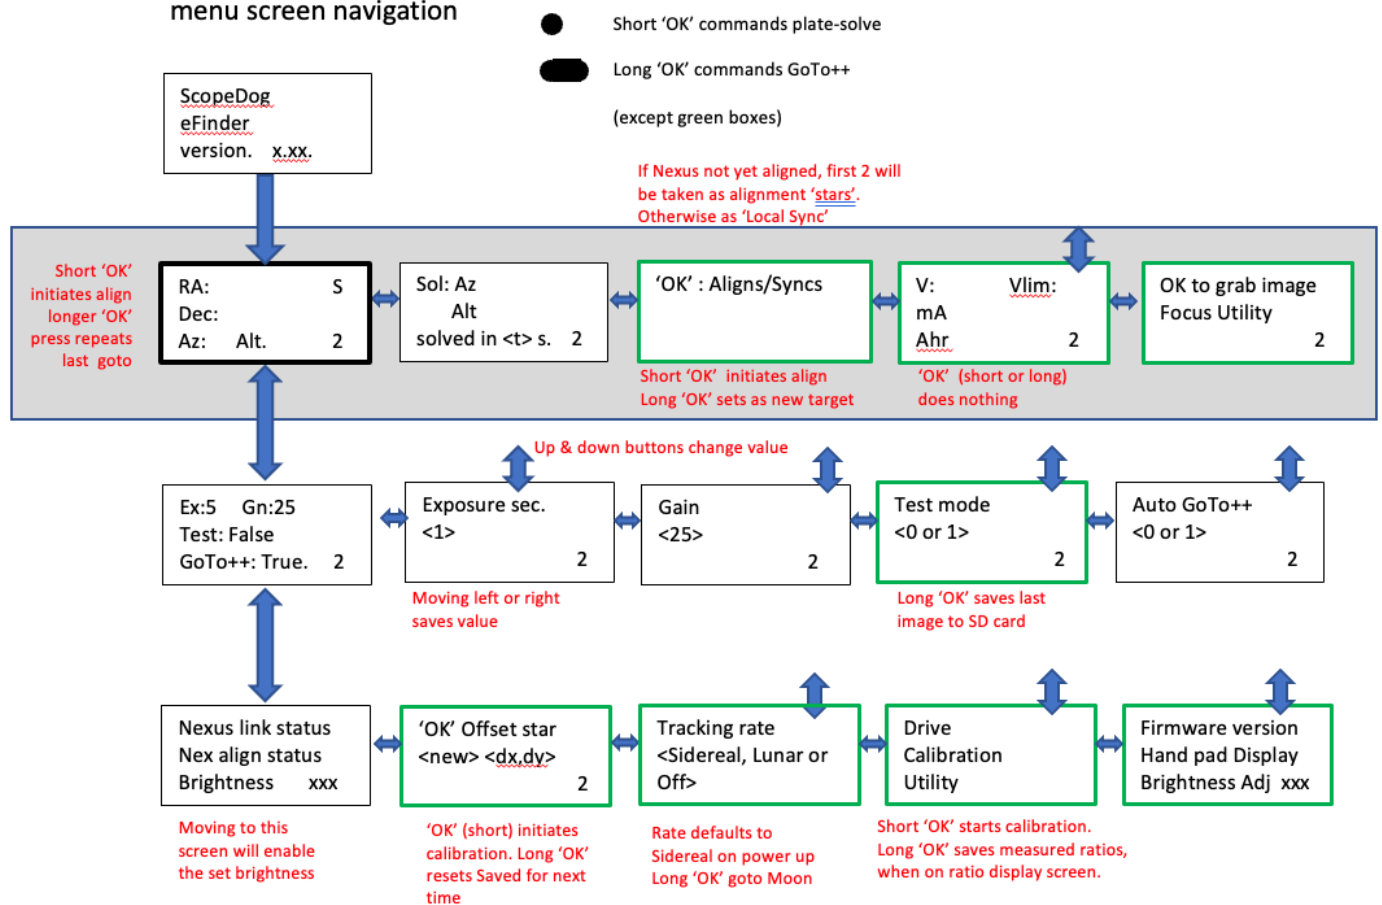 menu screen navigation
Short ‘OK’ commands plate-solve
Long ‘OK’ commands GoTo++
(except green boxes)
ScopeDog
eFinder
version. x.xx.
If Nexus not yet aligned, first 2 will
be taken as alignment ‘stars’.
Otherwise as ‘Local Sync’
Short ‘OK’
initiates align
longer ‘OK’
press repeats
last goto
RA: S
Dec:
Az: Alt. 2
Sol: Az
Alt
solved in <t> s. 2
‘OK’ : Aligns/Syncs
V: Vlim:
mA
Ahr 2
OK to grab image
Focus Utility
2
Short ‘OK’ initiates align
Long ‘OK’ sets as new target
‘OK’ (short or long)
does nothing
Up & down buttons change value
Ex:5 Gn:25
Test: False
GoTo++: True. 2
Exposure sec.
<1>
2
Gain
<25>
2
Test mode
<0 or 1>
2
Auto GoTo++
<0 or 1>
2
Moving left or right
saves value
Long ‘OK’ saves last
image to SD card
Nexus link status
Nex align status
Brightness xxx
‘OK’ Offset star
<new> <dx,dy>
2
Tracking rate
<Sidereal, Lunar or
Off>
Drive
Calibration
Utility
Firmware version
Hand pad Display
Brightness Adj xxx
Moving to this
screen will enable
the set brightness
‘OK’ (short) initiates
calibration. Long ‘OK’
resets Saved for next
time
Rate defaults to
Sidereal on power up
Long ‘OK’ goto Moon
Short ‘OK’ starts calibration.
Long ‘OK’ saves measured ratios,
when on ratio display screen.